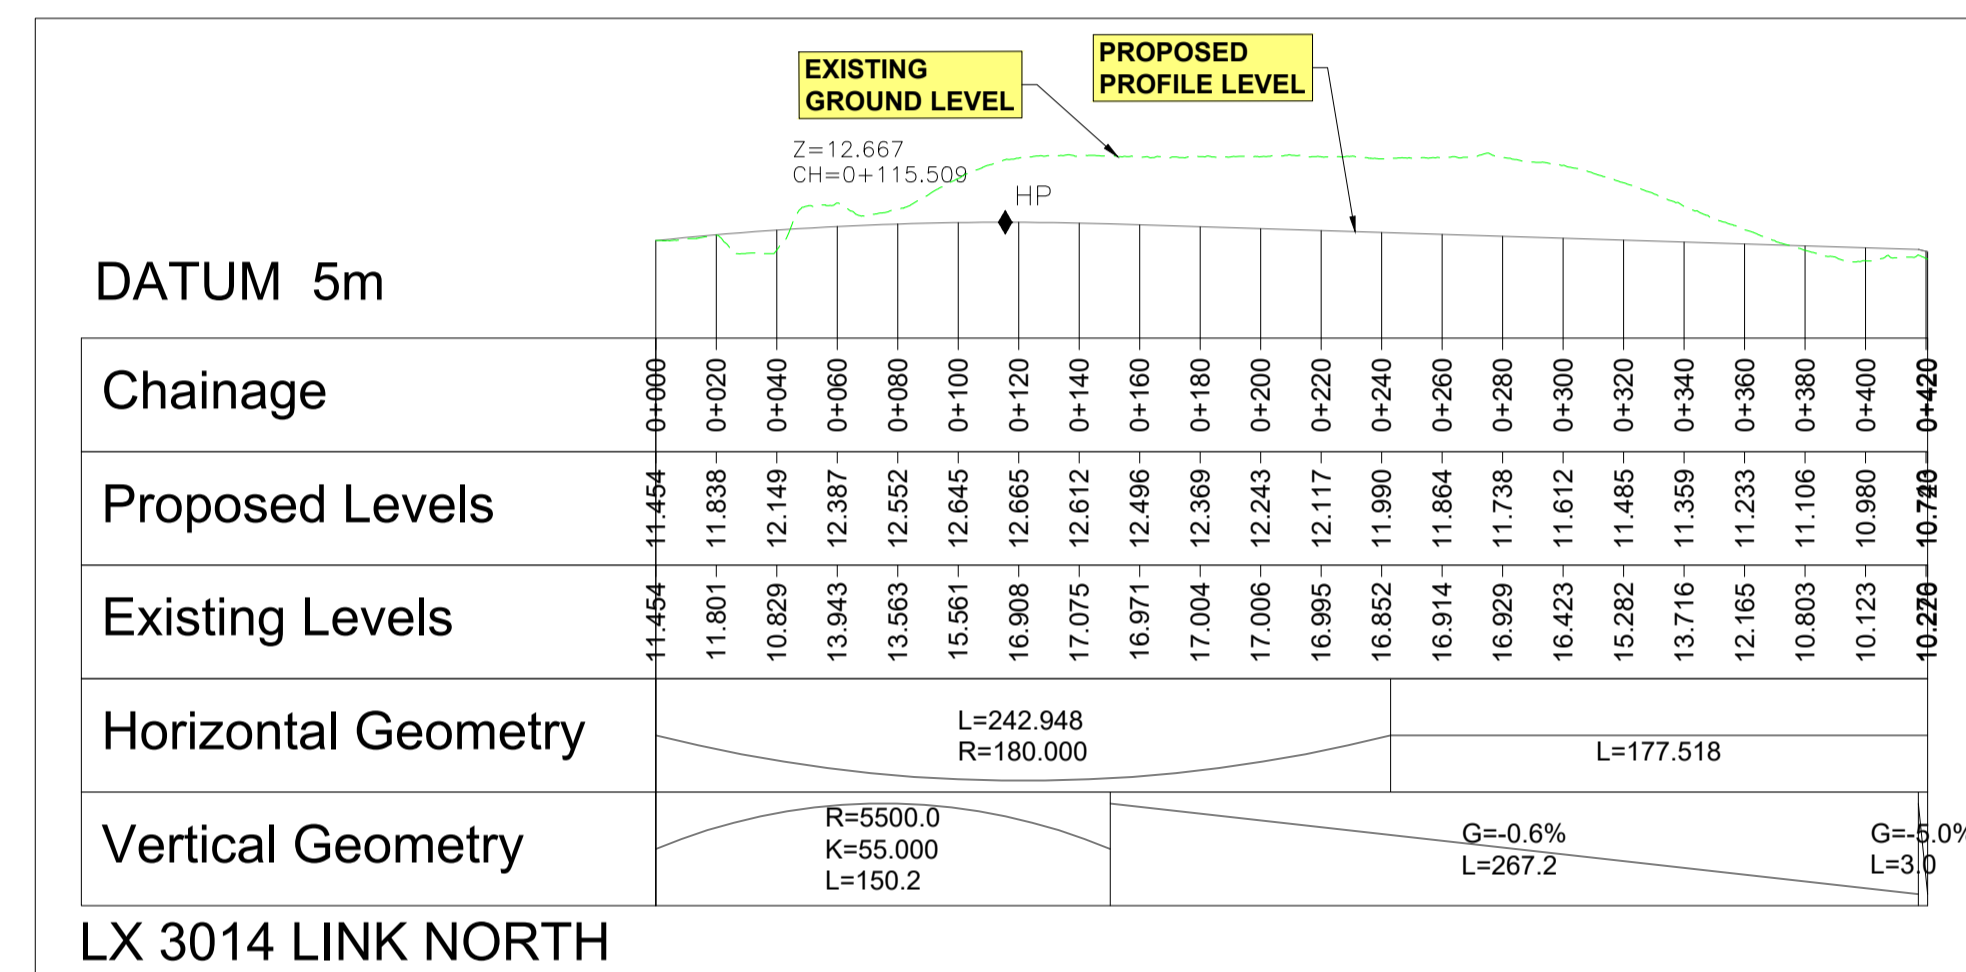 EXISTING
GROUND LEVEL
PROPOSED
PROFILE LEVEL
Z=12.667
CH=0+115.509
HP
DATUM 5m
Chainage
0+000 0+020 0+040 0+060 0+080 0+100 0+120 0+140 0+160 0+180 0+200 0+220 0+240 0+260 0+280 0+300 0+320 0+340 0+360 0+380 0+400 0+420
Proposed Levels
11.454 11.838 12.149 12.387 12.552 12.645 12.665 12.612 12.496 12.369 12.243 12.117 11.990 11.864 11.738 11.612 11.485 11.359 11.233 11.106 10.980
Existing Levels
11.454 11.801 10.829 13.943 13.563 15.561 16.908 17.075 16.971 17.004 17.006 16.995 16.852 16.914 16.929 16.423 15.282 13.716 12.165 10.803 10.123
Horizontal Geometry
L=242.948
R=180.000
L=177.518
Vertical Geometry
R=5500.0
K=55.000
L=150.2
G=-0.6%
L=267.2
G=-5.0%
L=3.0
LX 3014 LINK NORTH